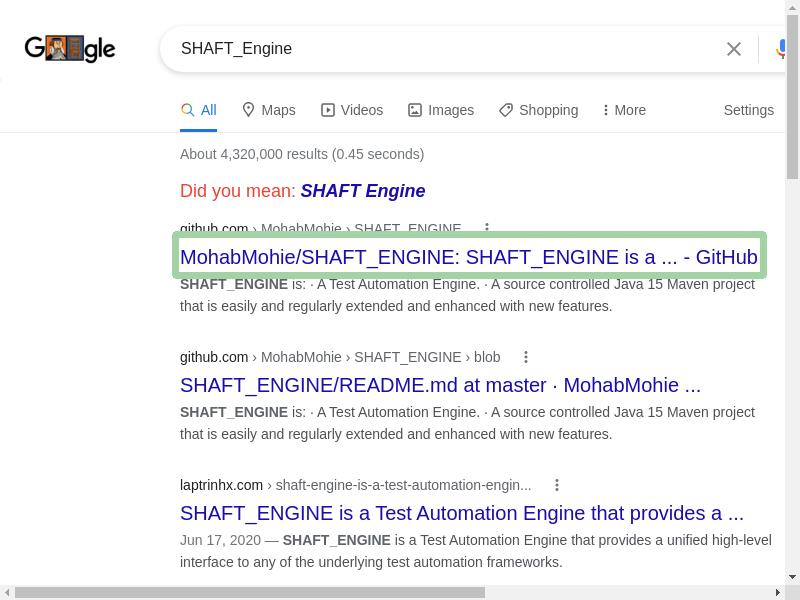 Google
SHAFT_Engine
All Maps Videos Images Shopping More Settings
About 4,320,000 results (0.45 seconds)
Did you mean: SHAFT Engine
github.com › MohabMohie › SHAFT_ENGINE
MohabMohie/SHAFT_ENGINE: SHAFT_ENGINE is a ... - GitHub
SHAFT_ENGINE is: · A Test Automation Engine. · A source controlled Java 15 Maven project
that is easily and regularly extended and enhanced with new features.
github.com › MohabMohie › SHAFT_ENGINE › blob
SHAFT_ENGINE/README.md at master · MohabMohie ...
SHAFT_ENGINE is: · A Test Automation Engine. · A source controlled Java 15 Maven project
that is easily and regularly extended and enhanced with new features.
laptrinhx.com › shaft-engine-is-a-test-automation-engin...
SHAFT_ENGINE is a Test Automation Engine that provides a ...
Jun 17, 2020 — SHAFT_ENGINE is a Test Automation Engine that provides a unified high-level
interface to any of the underlying test automation frameworks.